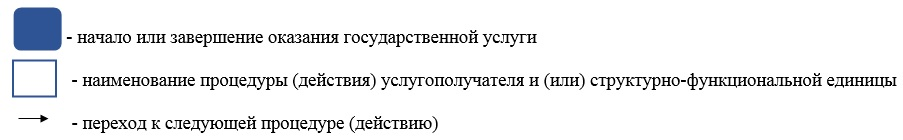 - начало или завершение оказания государственной услуги
- наименование процедуры (действия) услугополучателя и (или) структурно-функциональной единицы
- переход к следующей процедуре (действию)